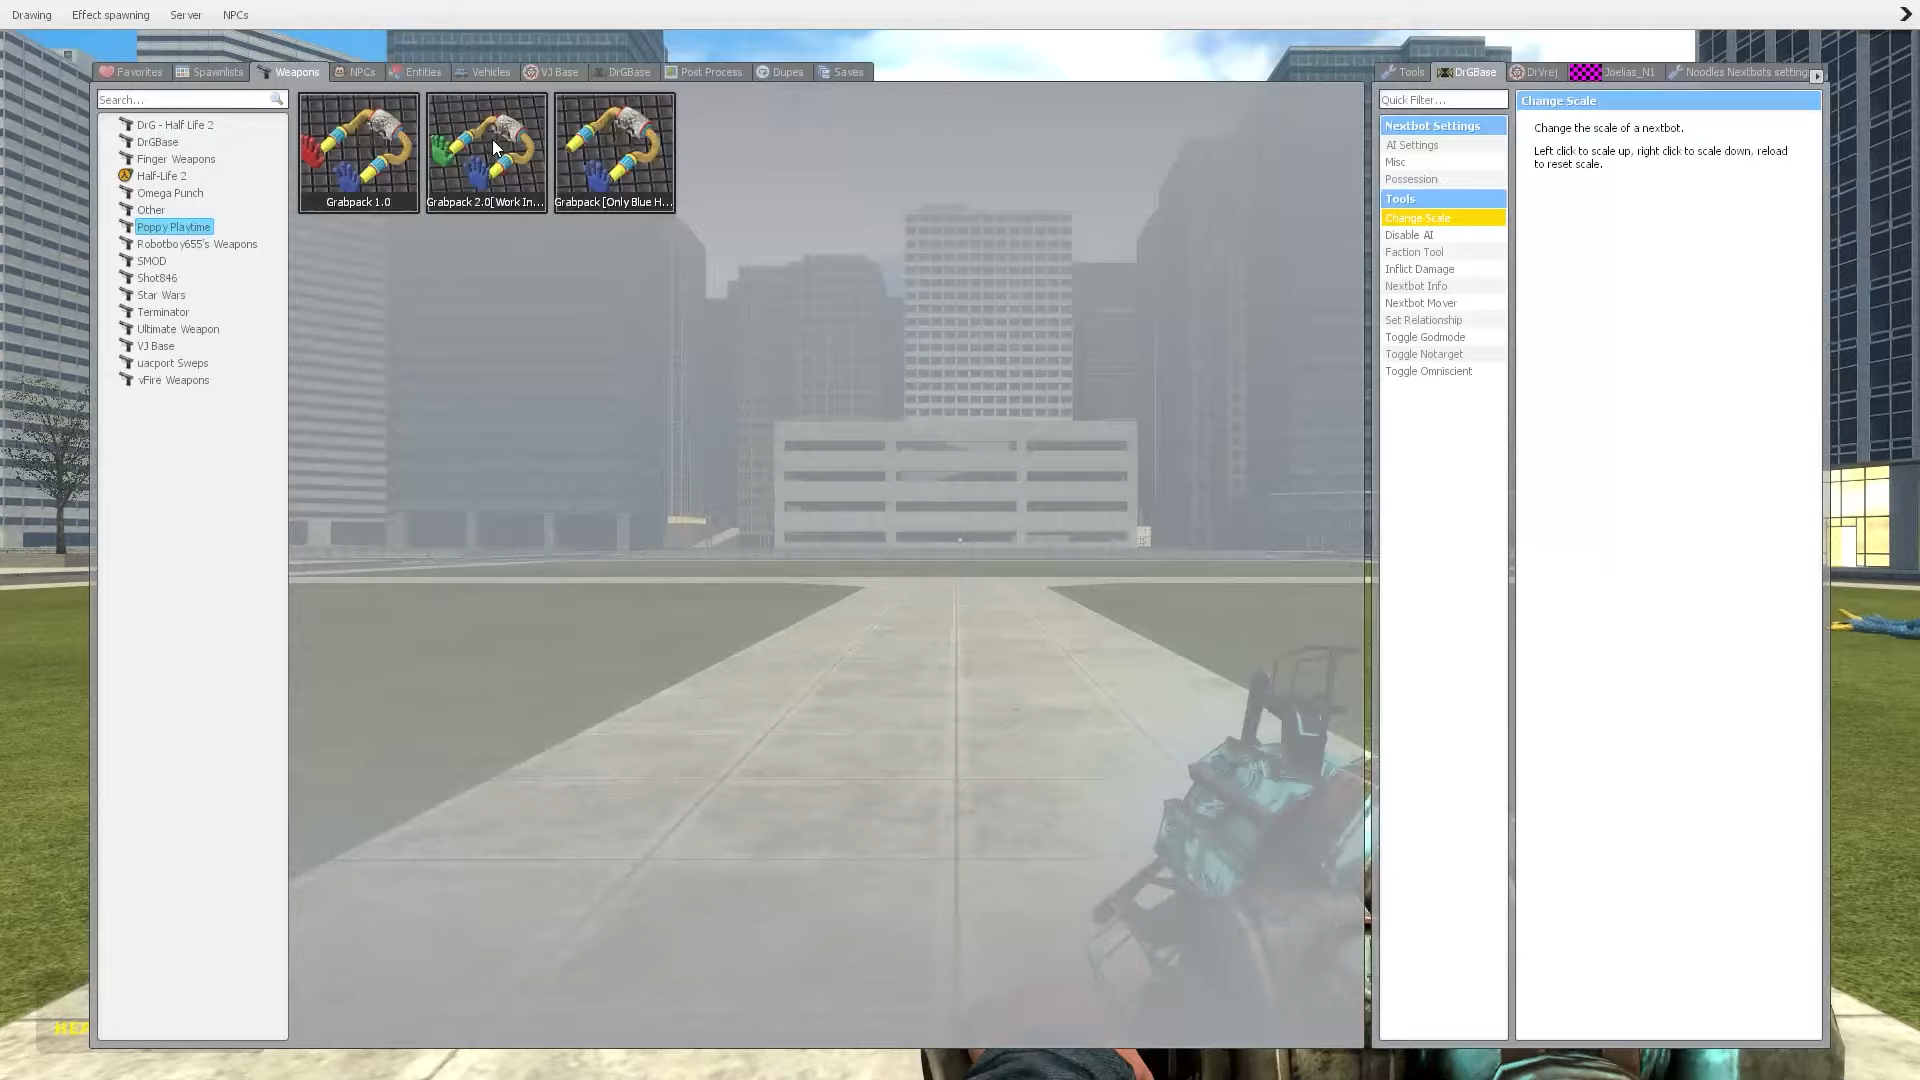 Drawing Effect spawning Server NPCs
Favorites Spawnlists Weapons NPCs Entities Vehicles VJ Base DrGBase Post Process Dupes Saves
Search...
DrG - Half Life 2
DrGBase
Finger Weapons
Half-Life 2
Omega Punch
Other
Poppy Playtime
Robotboy655's Weapons
SMOD
Shot846
Star Wars
Terminator
Ultimate Weapon
VJ Base
uacport Sweps
vFire Weapons
Grabpack 1.0
Grabpack 2.0[Work In...
Grabpack [Only Blue H...
Tools DrGBase DrVrej Joelias_N1 Noodles Nextbots setting
Quick Filter...
Nextbot Settings
AI Settings
Misc
Possession
Tools
Change Scale
Disable AI
Faction Tool
Inflict Damage
Nextbot Info
Nextbot Mover
Set Relationship
Toggle Godmode
Toggle Notarget
Toggle Omniscient
Change Scale
Change the scale of a nextbot.
Left click to scale up, right click to scale down, reload
to reset scale.
HEA